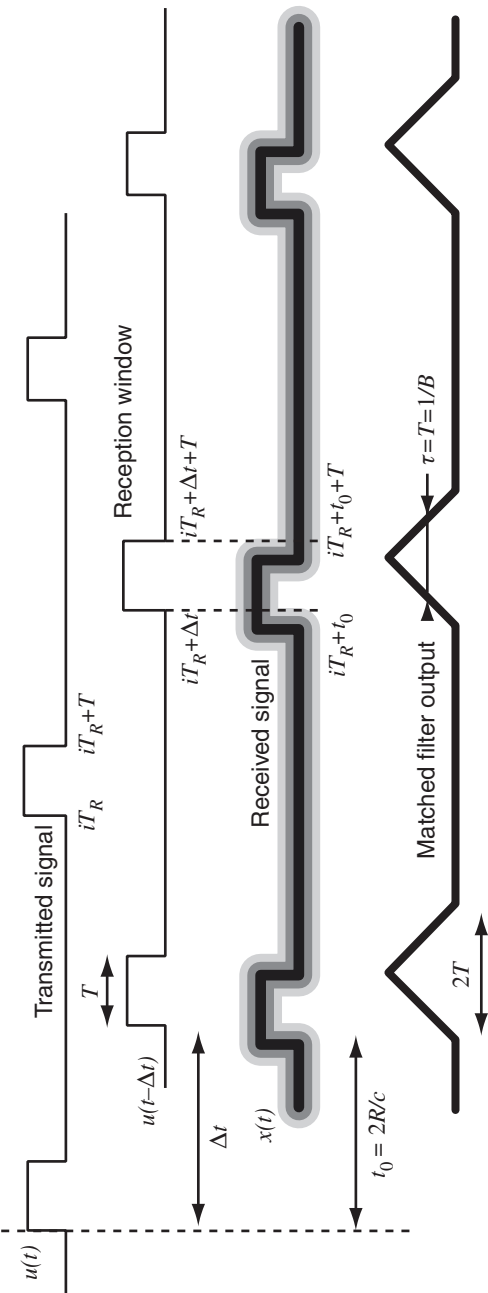 u(t)
Transmitted signal
iT_R
iT_R+T
u(t–Δt)
T
Reception window
Δt
iT_R+Δt
iT_R+Δt+T
x(t)
Received signal
t_0 = 2R/c
iT_R+t_0
iT_R+t_0+T
2T
Matched filter output
τ=T=1/B